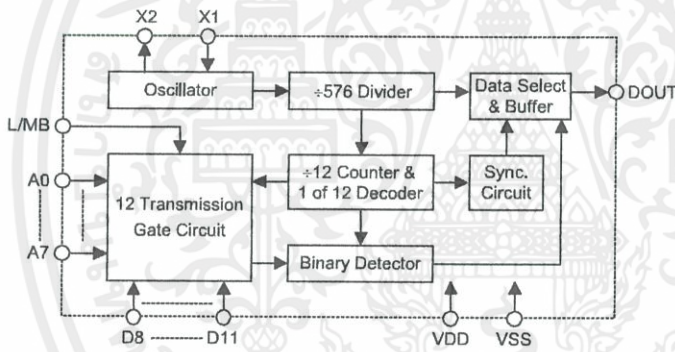 X2 X1
Oscillator
÷576 Divider
Data Select
& Buffer
DOUT
L/MB
A0
A7
12 Transmission
Gate Circuit
÷12 Counter &
1 of 12 Decoder
Sync.
Circuit
Binary Detector
D8 D11 VDD VSS